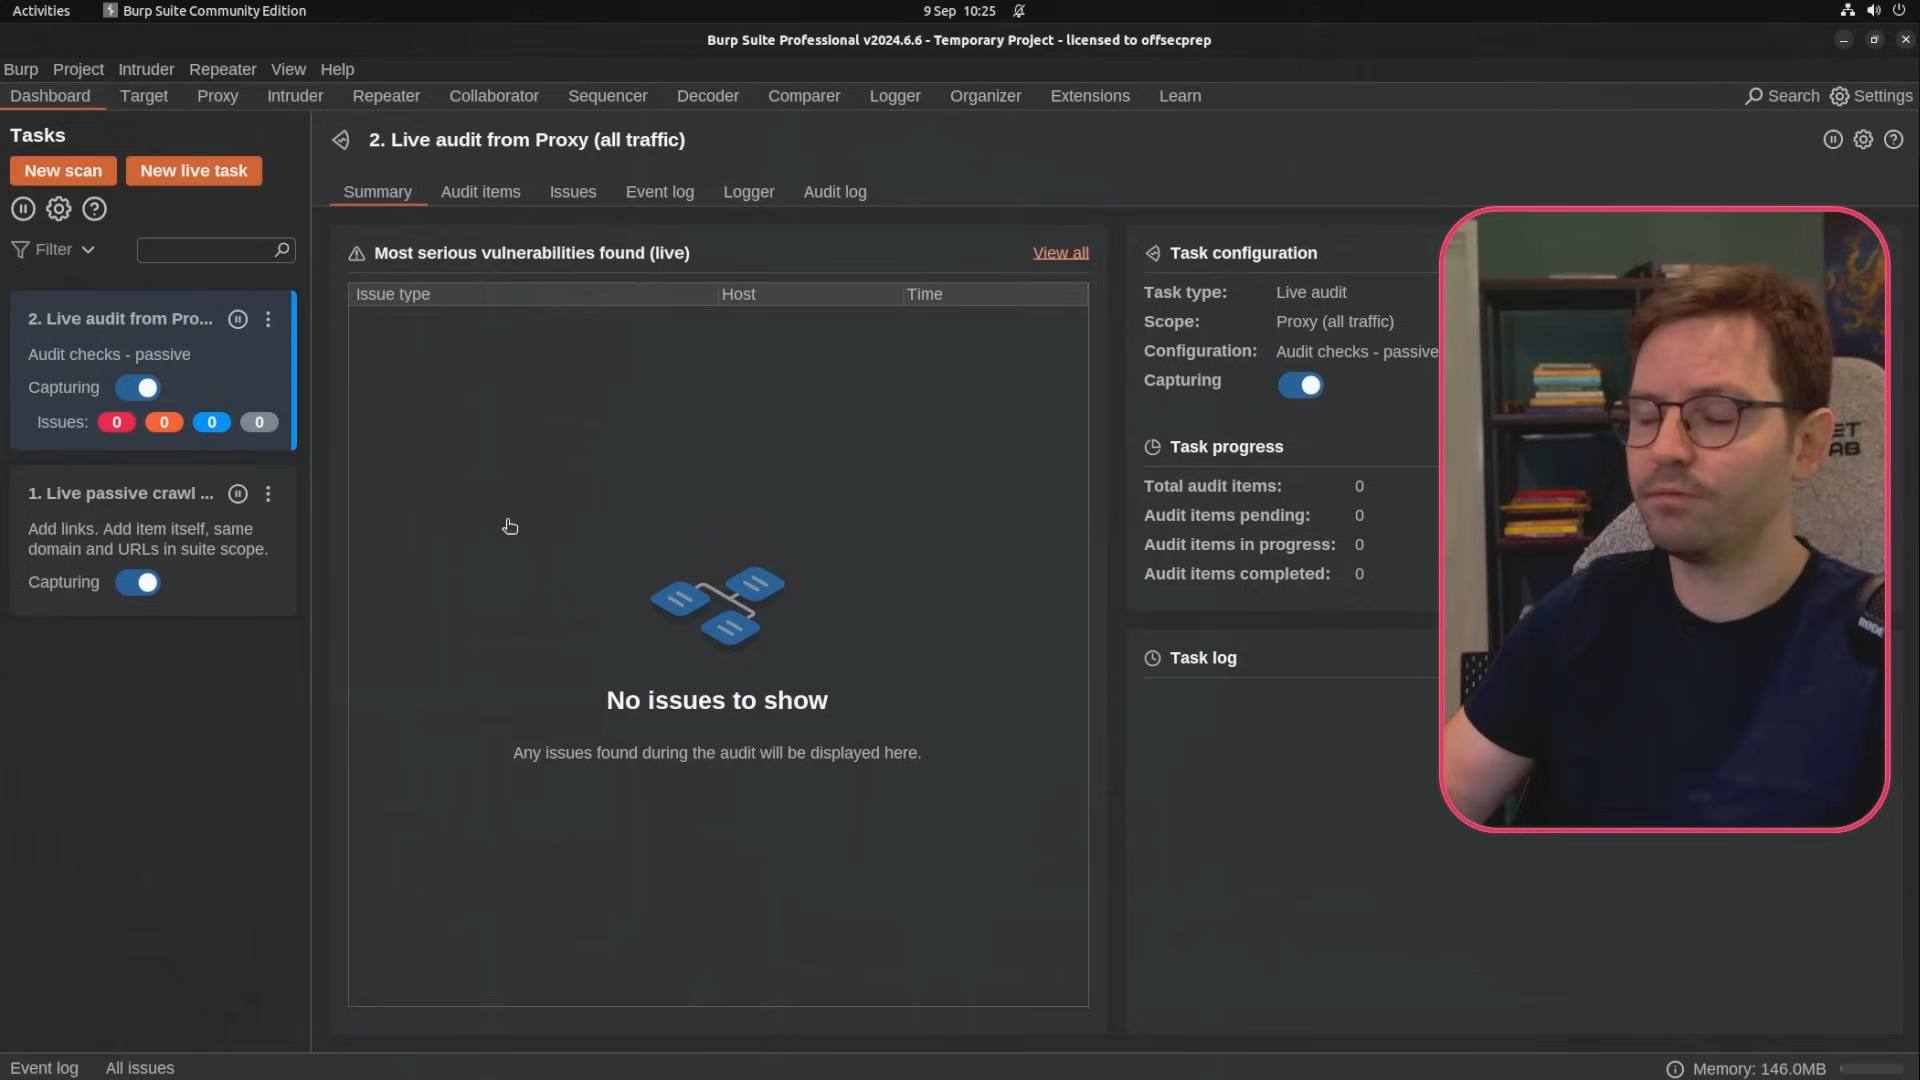 Activities
Burp Suite Community Edition
9 Sep 10:25
Burp Suite Professional v2024.6.6 - Temporary Project - licensed to offsecprep
Burp Project Intruder Repeater View Help
Dashboard Target Proxy Intruder Repeater Collaborator Sequencer Decoder Comparer Logger Organizer Extensions Learn
Search Settings
Tasks
New scan New live task
Filter
2. Live audit from Pro...
Audit checks - passive
Capturing
Issues: 0 0 0 0
1. Live passive crawl ...
Add links. Add item itself, same
domain and URLs in suite scope.
Capturing
2. Live audit from Proxy (all traffic)
Summary Audit items Issues Event log Logger Audit log
Most serious vulnerabilities found (live) View all
Issue type Host Time
No issues to show
Any issues found during the audit will be displayed here.
Task configuration
Task type: Live audit
Scope: Proxy (all traffic)
Configuration: Audit checks - passive
Capturing
Task progress
Total audit items: 0
Audit items pending: 0
Audit items in progress: 0
Audit items completed: 0
Task log
ET
AB
RODE
Event log All issues
Memory: 146.0MB